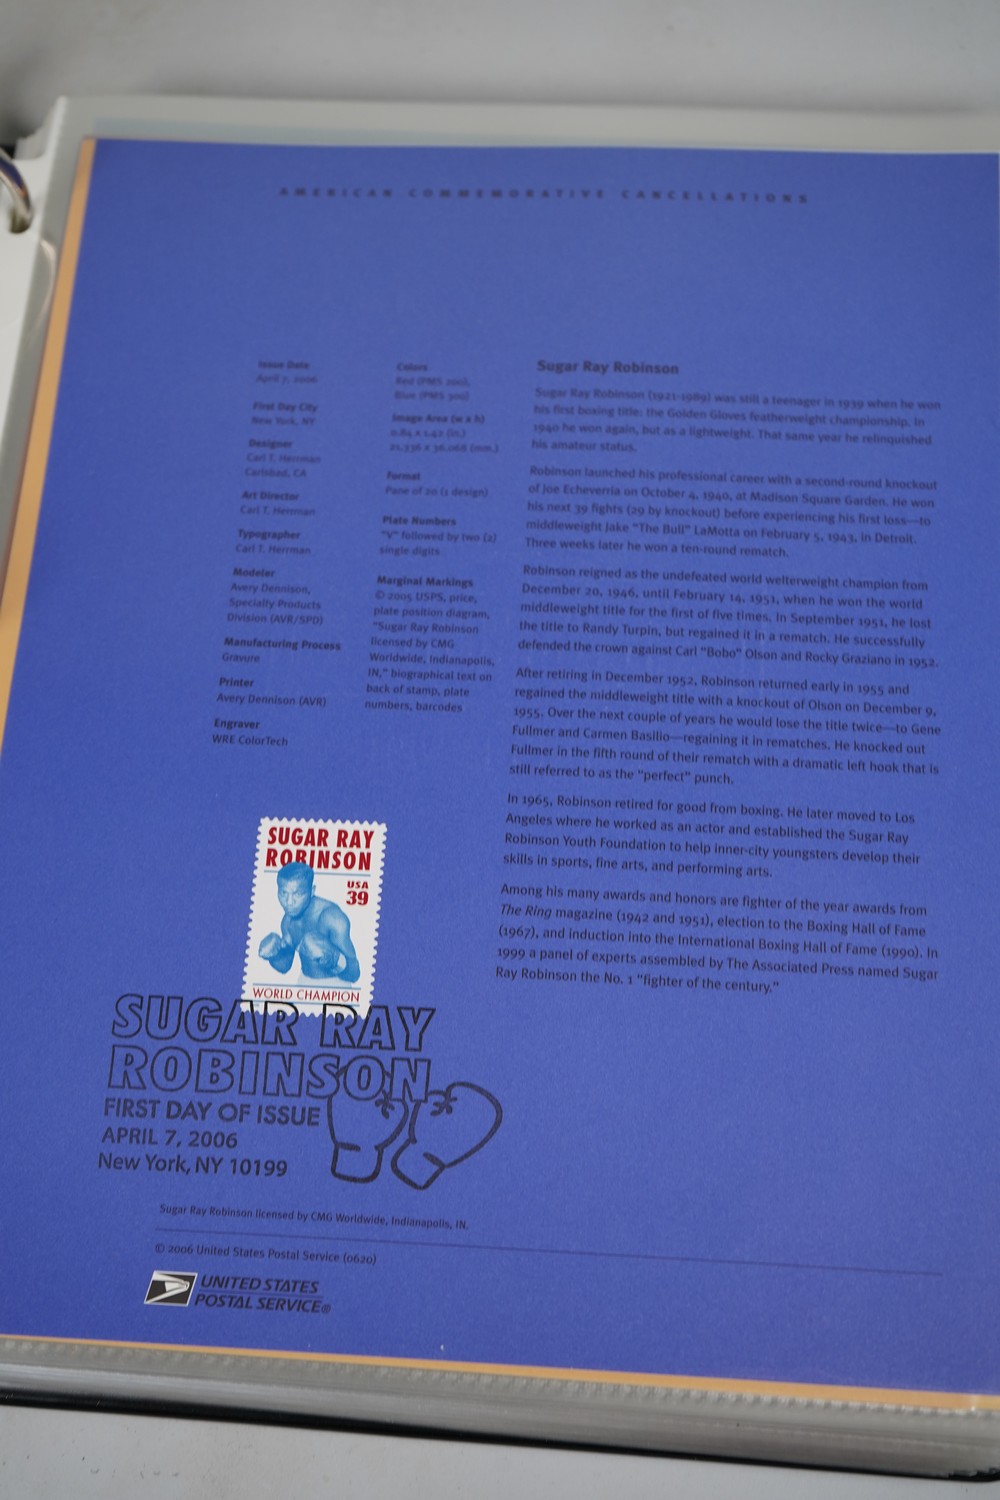 AMERICAN COMMEMORATIVE CANCELLATIONS
Issue Date
April 7, 2006
First Day City
New York, NY
Designer
Carl T. Herrman
Carlsbad, CA
Art Director
Carl T. Herrman
Typographer
Carl T. Herrman
Modeler
Avery Dennison,
Specialty Products
Division (AVR/SPD)
Manufacturing Process
Gravure
Printer
Avery Dennison (AVR)
Engraver
WRE ColorTech
Colors
Red (PMS 200),
Blue (PMS 300)
Image Area (w x h)
0.84 x 1.42 (in.)
21.336 x 36.068 (mm.)
Format
Pane of 20 (1 design)
Plate Numbers
"V" followed by two (2)
single digits
Marginal Markings
© 2005 USPS, price,
plate position diagram,
"Sugar Ray Robinson
licensed by CMG
Worldwide, Indianapolis,
IN," biographical text on
back of stamp, plate
numbers, barcodes
Sugar Ray Robinson
Sugar Ray Robinson (1921-1989) was still a teenager in 1939 when he won
his first boxing title: the Golden Gloves featherweight championship. In
1940 he won again, but as a lightweight. That same year he relinquished
his amateur status.
Robinson launched his professional career with a second-round knockout
of Joe Echeverria on October 4, 1940, at Madison Square Garden. He won
his next 39 fights (29 by knockout) before experiencing his first loss—to
middleweight Jake "The Bull" LaMotta on February 5, 1943, in Detroit.
Three weeks later he won a ten-round rematch.
Robinson reigned as the undefeated world welterweight champion from
December 20, 1946, until February 14, 1951, when he won the world
middleweight title for the first of five times. In September 1951, he lost
the title to Randy Turpin, but regained it in a rematch. He successfully
defended the crown against Carl "Bobo" Olson and Rocky Graziano in 1952.
After retiring in December 1952, Robinson returned early in 1955 and
regained the middleweight title with a knockout of Olson on December 9,
1955. Over the next couple of years he would lose the title twice—to Gene
Fullmer and Carmen Basilio—regaining it in rematches. He knocked out
Fullmer in the fifth round of their rematch with a dramatic left hook that is
still referred to as the "perfect" punch.
In 1965, Robinson retired for good from boxing. He later moved to Los
Angeles where he worked as an actor and established the Sugar Ray
Robinson Youth Foundation to help inner-city youngsters develop their
skills in sports, fine arts, and performing arts.
Among his many awards and honors are fighter of the year awards from
The Ring magazine (1942 and 1951), election to the Boxing Hall of Fame
(1967), and induction into the International Boxing Hall of Fame (1990). In
1999 a panel of experts assembled by The Associated Press named Sugar
Ray Robinson the No. 1 "fighter of the century."
SUGAR RAY
ROBINSON
USA
39
WORLD CHAMPION
SUGAR RAY
ROBINSON
FIRST DAY OF ISSUE
APRIL 7, 2006
New York, NY 10199
Sugar Ray Robinson licensed by CMG Worldwide, Indianapolis, IN.
© 2006 United States Postal Service (0620)
UNITED STATES
POSTAL SERVICE®